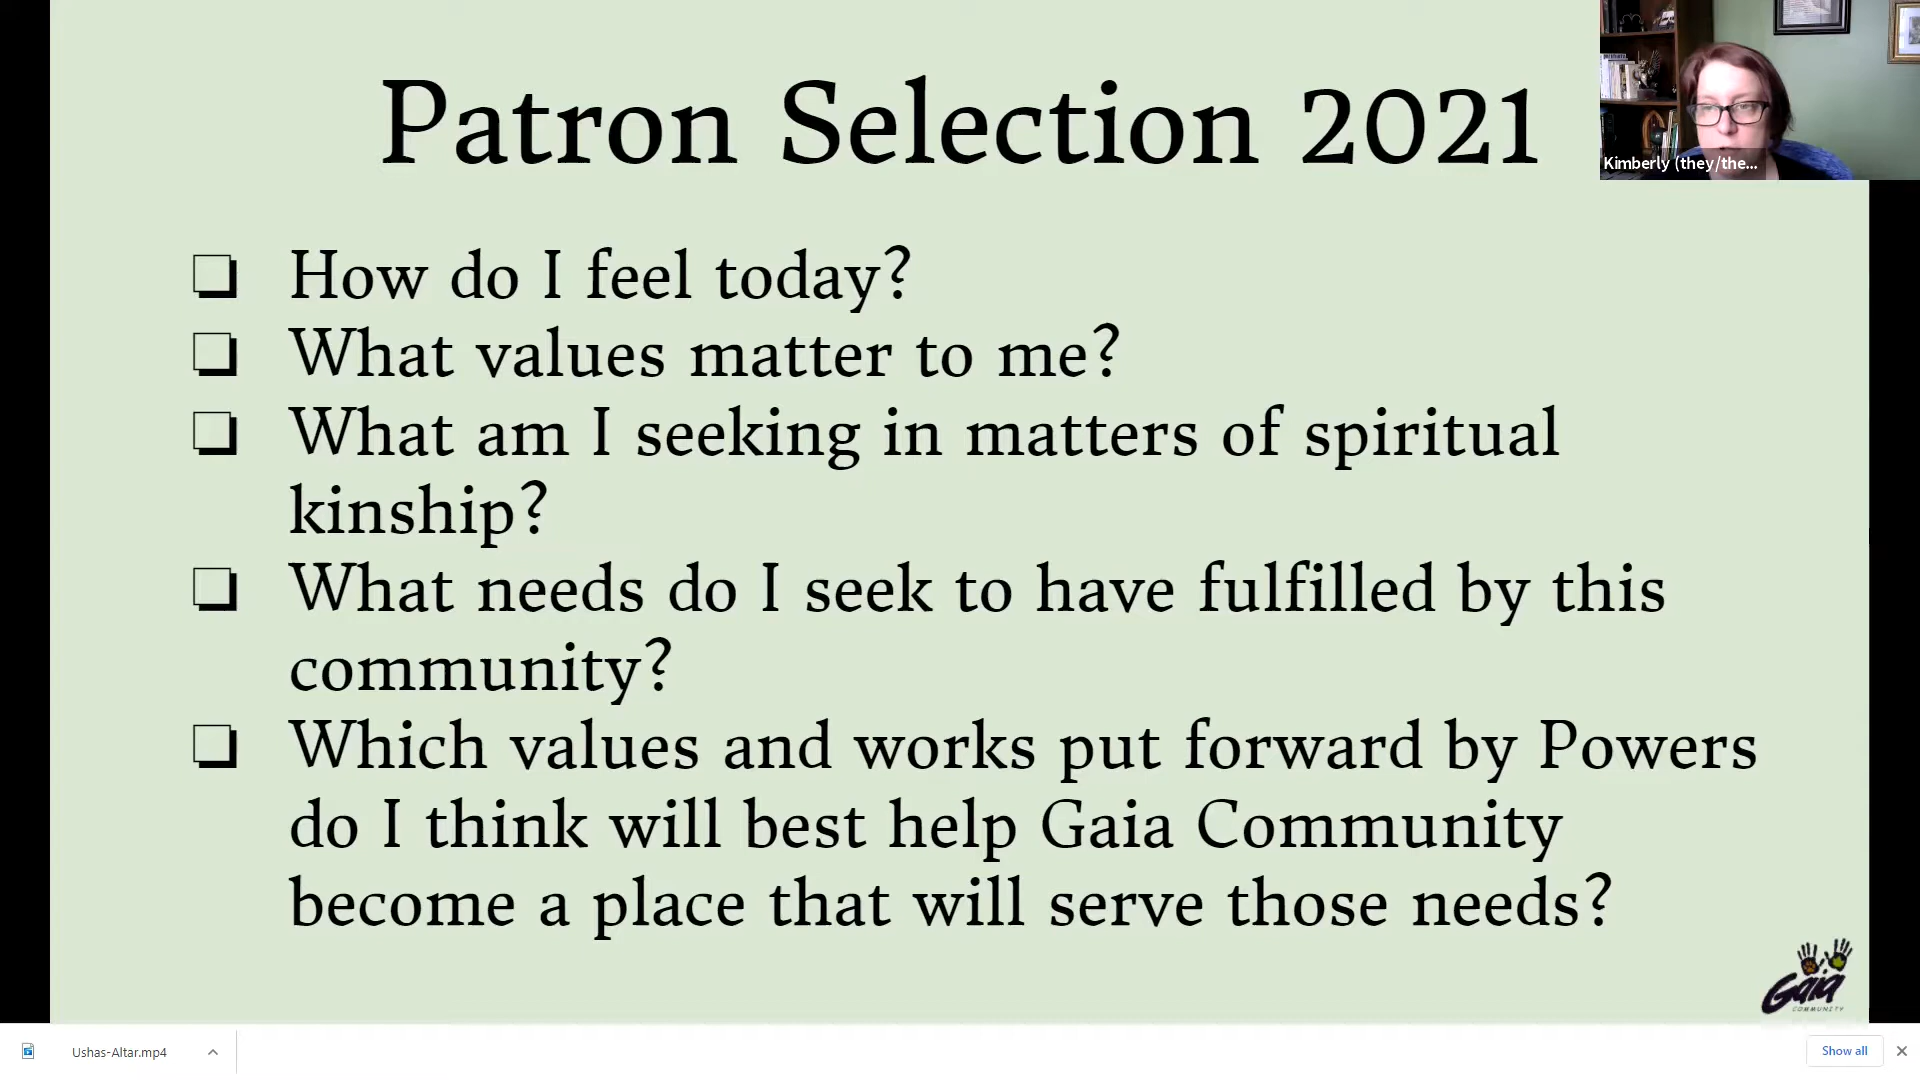 Patron Selection 2021
Kimberly (they/the...
How do I feel today?
What values matter to me?
What am I seeking in matters of spiritual
kinship?
What needs do I seek to have fulfilled by this
community?
Which values and works put forward by Powers
do I think will best help Gaia Community
become a place that will serve those needs?
Gaia
COMMUNITY
Ushas-Altar.mp4
Show all